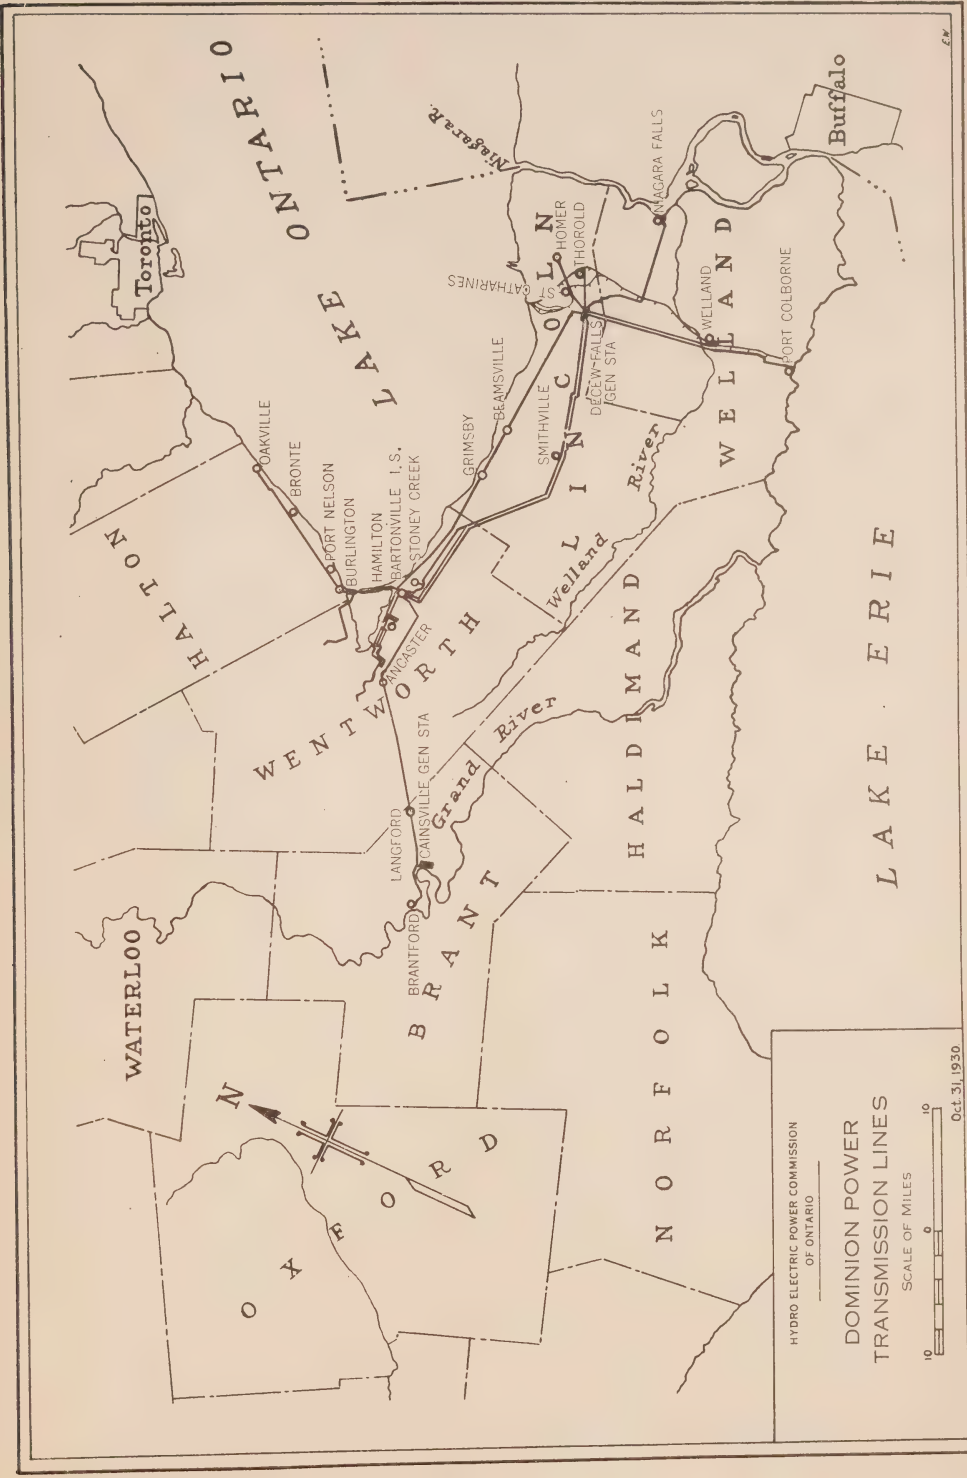 E.W
Buffalo
Niagara R.
LAKE ONTARIO
Toronto
NIAGARA FALLS
HOMER
THOROLD
ST. CATHARINES
LINCOLN
WELLAND
WELLAND
PORT COLBORNE
DECEW-FALLS
GEN STA
BEAMSVILLE
SMITHVILLE
GRIMSBY
OAKVILLE
BRONTE
PORT NELSON
BURLINGTON
HAMILTON
BARTONVILLE I.S.
STONEY CREEK
ANCASTER
HALTON
WENTWORTH
Welland River
Grand River
HALDIMAND
LAKE ERIE
LANGFORD
CAINSVILLE GEN STA
BRANTFORD
BRANT
WATERLOO
NORFOLK
OXFORD
N
HYDRO ELECTRIC POWER COMMISSION
OF ONTARIO
DOMINION POWER
TRANSMISSION LINES
SCALE OF MILES
10 0 10
Oct. 31, 1930